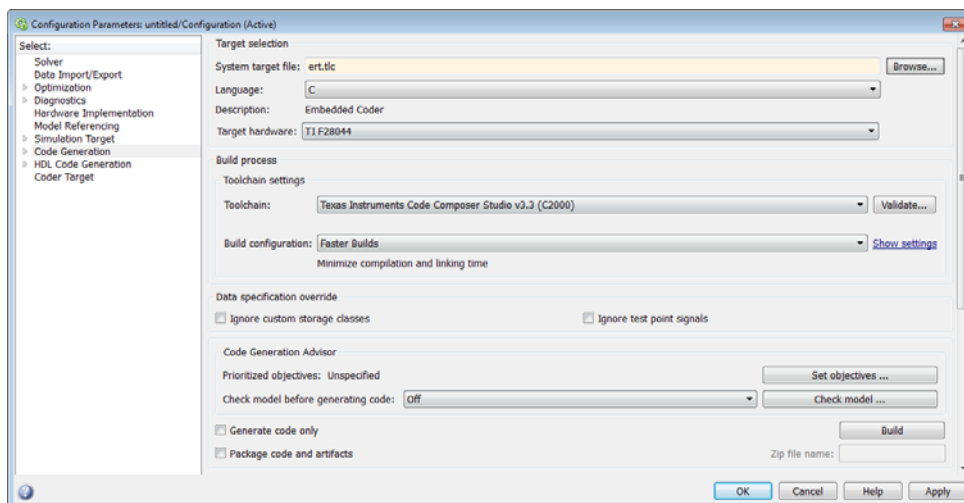 Configuration Parameters: untitled/Configuration (Active)
Select:
Solver
Data Import/Export
Optimization
Diagnostics
Hardware Implementation
Model Referencing
Simulation Target
Code Generation
HDL Code Generation
Coder Target
Target selection
System target file: ert.tlc
Browse...
Language: C
Description: Embedded Coder
Target hardware: TI F28044
Build process
Toolchain settings
Toolchain: Texas Instruments Code Composer Studio v3.3 (C2000)
Validate...
Build configuration: Faster Builds
Show settings
Minimize compilation and linking time
Data specification override
Ignore custom storage classes
Ignore test point signals
Code Generation Advisor
Prioritized objectives: Unspecified
Set objectives ...
Check model before generating code: Off
Check model ...
Generate code only
Build
Package code and artifacts
Zip file name:
OK
Cancel
Help
Apply